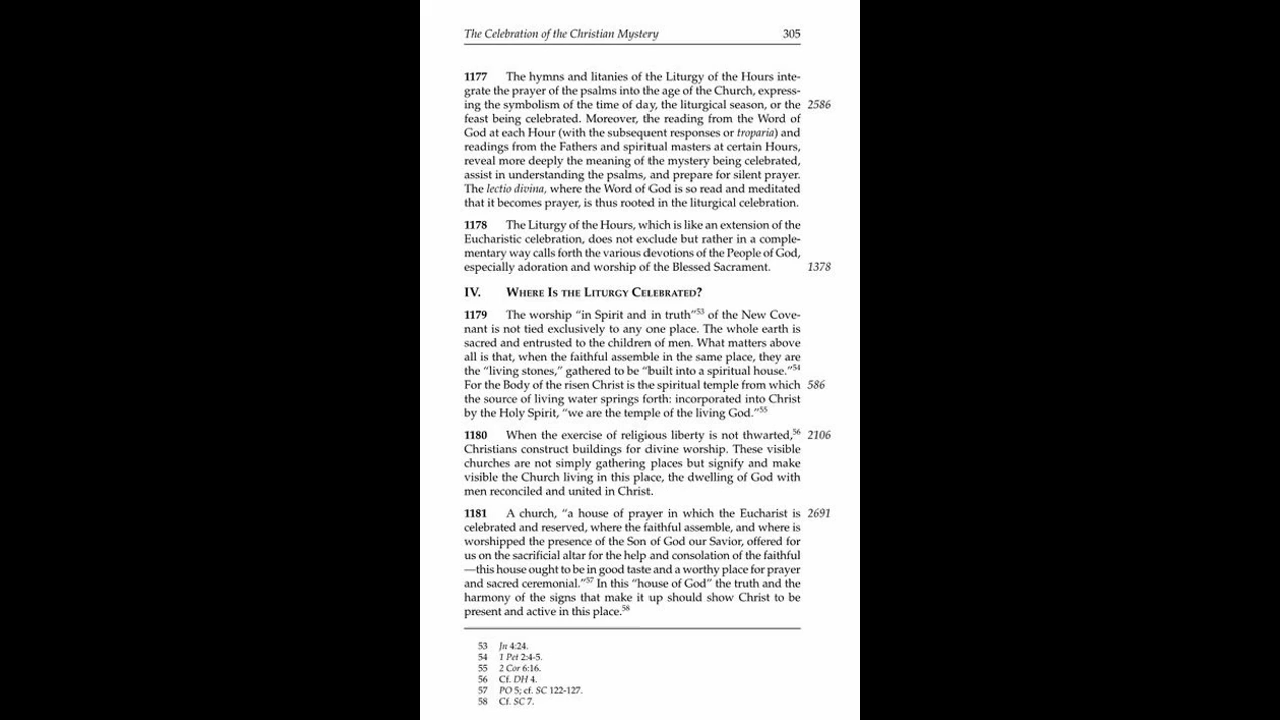 The Celebration of the Christian Mystery 305
1177 The hymns and litanies of the Liturgy of the Hours inte-
grate the prayer of the psalms into the age of the Church, express-
ing the symbolism of the time of day, the liturgical season, or the 2586
feast being celebrated. Moreover, the reading from the Word of
God at each Hour (with the subsequent responses or troparia) and
readings from the Fathers and spiritual masters at certain Hours,
reveal more deeply the meaning of the mystery being celebrated,
assist in understanding the psalms, and prepare for silent prayer.
The lectio divina, where the Word of God is so read and meditated
that it becomes prayer, is thus rooted in the liturgical celebration.
1178 The Liturgy of the Hours, which is like an extension of the
Eucharistic celebration, does not exclude but rather in a comple-
mentary way calls forth the various devotions of the People of God,
especially adoration and worship of the Blessed Sacrament. 1378
IV. Where Is the Liturgy Celebrated?
1179 The worship "in Spirit and in truth"53 of the New Cove-
nant is not tied exclusively to any one place. The whole earth is
sacred and entrusted to the children of men. What matters above
all is that, when the faithful assemble in the same place, they are
the "living stones," gathered to be "built into a spiritual house."54
For the Body of the risen Christ is the spiritual temple from which 586
the source of living water springs forth: incorporated into Christ
by the Holy Spirit, "we are the temple of the living God."55
1180 When the exercise of religious liberty is not thwarted,56 2106
Christians construct buildings for divine worship. These visible
churches are not simply gathering places but signify and make
visible the Church living in this place, the dwelling of God with
men reconciled and united in Christ.
1181 A church, "a house of prayer in which the Eucharist is 2691
celebrated and reserved, where the faithful assemble, and where is
worshipped the presence of the Son of God our Savior, offered for
us on the sacrificial altar for the help and consolation of the faithful
—this house ought to be in good taste and a worthy place for prayer
and sacred ceremonial."57 In this "house of God" the truth and the
harmony of the signs that make it up should show Christ to be
present and active in this place.58
53 Jn 4:24.
54 1 Pet 2:4-5.
55 2 Cor 6:16.
56 Cf. DH 4.
57 PO 5; cf. SC 122-127.
58 Cf. SC 7.